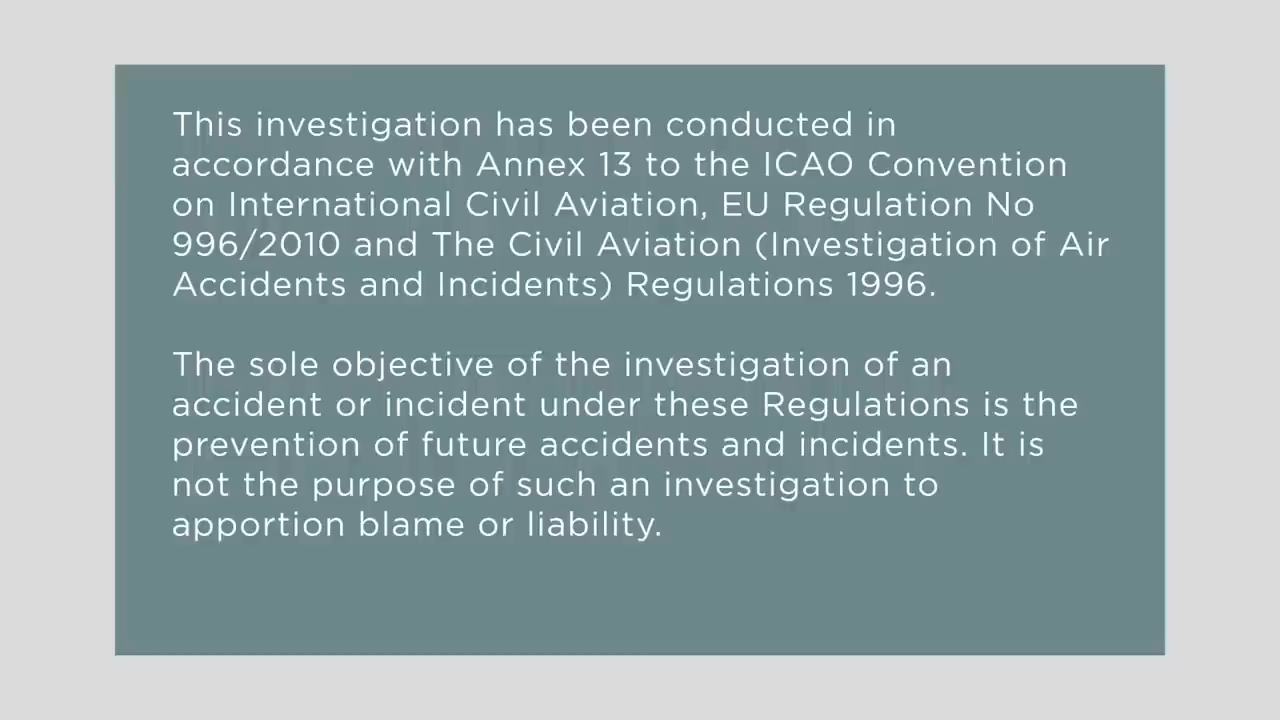 This investigation has been conducted in
accordance with Annex 13 to the ICAO Convention
on International Civil Aviation, EU Regulation No
996/2010 and The Civil Aviation (Investigation of Air
Accidents and Incidents) Regulations 1996.
The sole objective of the investigation of an
accident or incident under these Regulations is the
prevention of future accidents and incidents. It is
not the purpose of such an investigation to
apportion blame or liability.